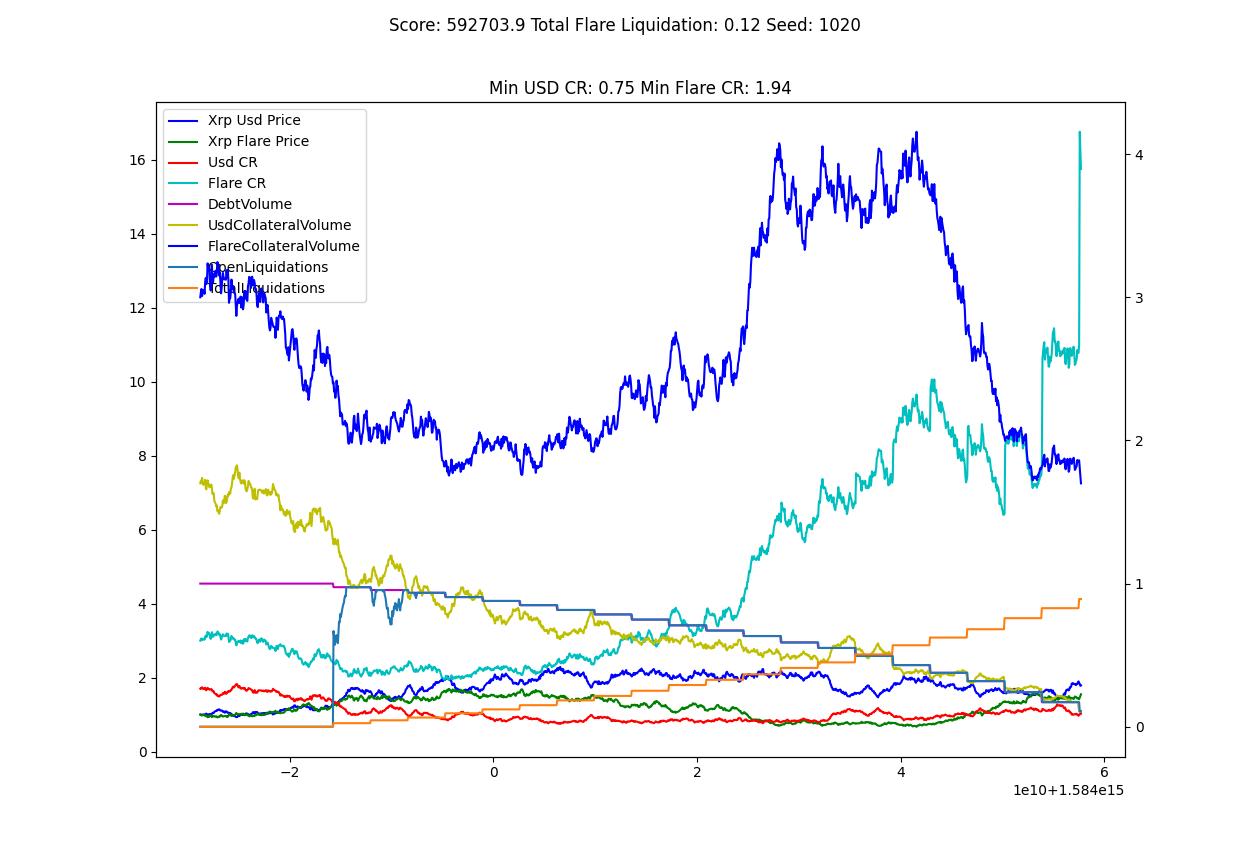 Score: 592703.9 Total Flare Liquidation: 0.12 Seed: 1020
Min USD CR: 0.75 Min Flare CR: 1.94
Xrp Usd Price
Xrp Flare Price
Usd CR
Flare CR
DebtVolume
UsdCollateralVolume
FlareCollateralVolume
OpenLiquidations
TotalLiquidations
16
14
12
10
8
6
4
2
0
4
3
2
1
0
−2
0
2
4
6
1e10+1.584e15